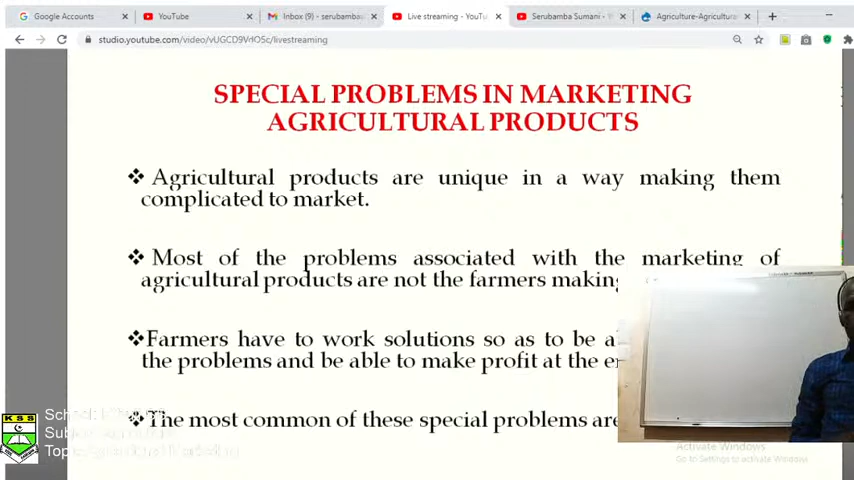 Google Accounts
YouTube
Inbox (9) - serubambas
Live streaming - YouTu
Serubamba Sumani -
Agriculture-Agricultura
studio.youtube.com/video/vUGCD9VrIOSc/livestreaming
SPECIAL PROBLEMS IN MARKETING
AGRICULTURAL PRODUCTS
❖ Agricultural products are unique in a way making them
complicated to market.
❖ Most of the problems associated with the marketing of
agricultural products are not the farmers making
❖Farmers have to work solutions so as to be a
the problems and be able to make profit at the e
❖The most common of these special problems are
KSS
Activate Windows
Go to Settings to activate Windows.